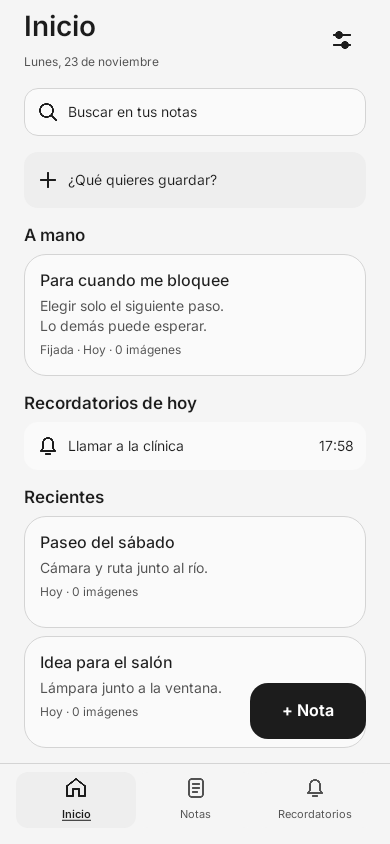 Inicio
Lunes, 23 de noviembre
Buscar en tus notas
¿Qué quieres guardar?
A mano
Para cuando me bloquee
Elegir solo el siguiente paso.
Lo demás puede esperar.
Fijada · Hoy · 0 imágenes
Recordatorios de hoy
Llamar a la clínica 17:58
Recientes
Paseo del sábado
Cámara y ruta junto al río.
Hoy · 0 imágenes
Idea para el salón
Lámpara junto a la ventana.
Hoy · 0 imágenes
+ Nota
Inicio Notas Recordatorios